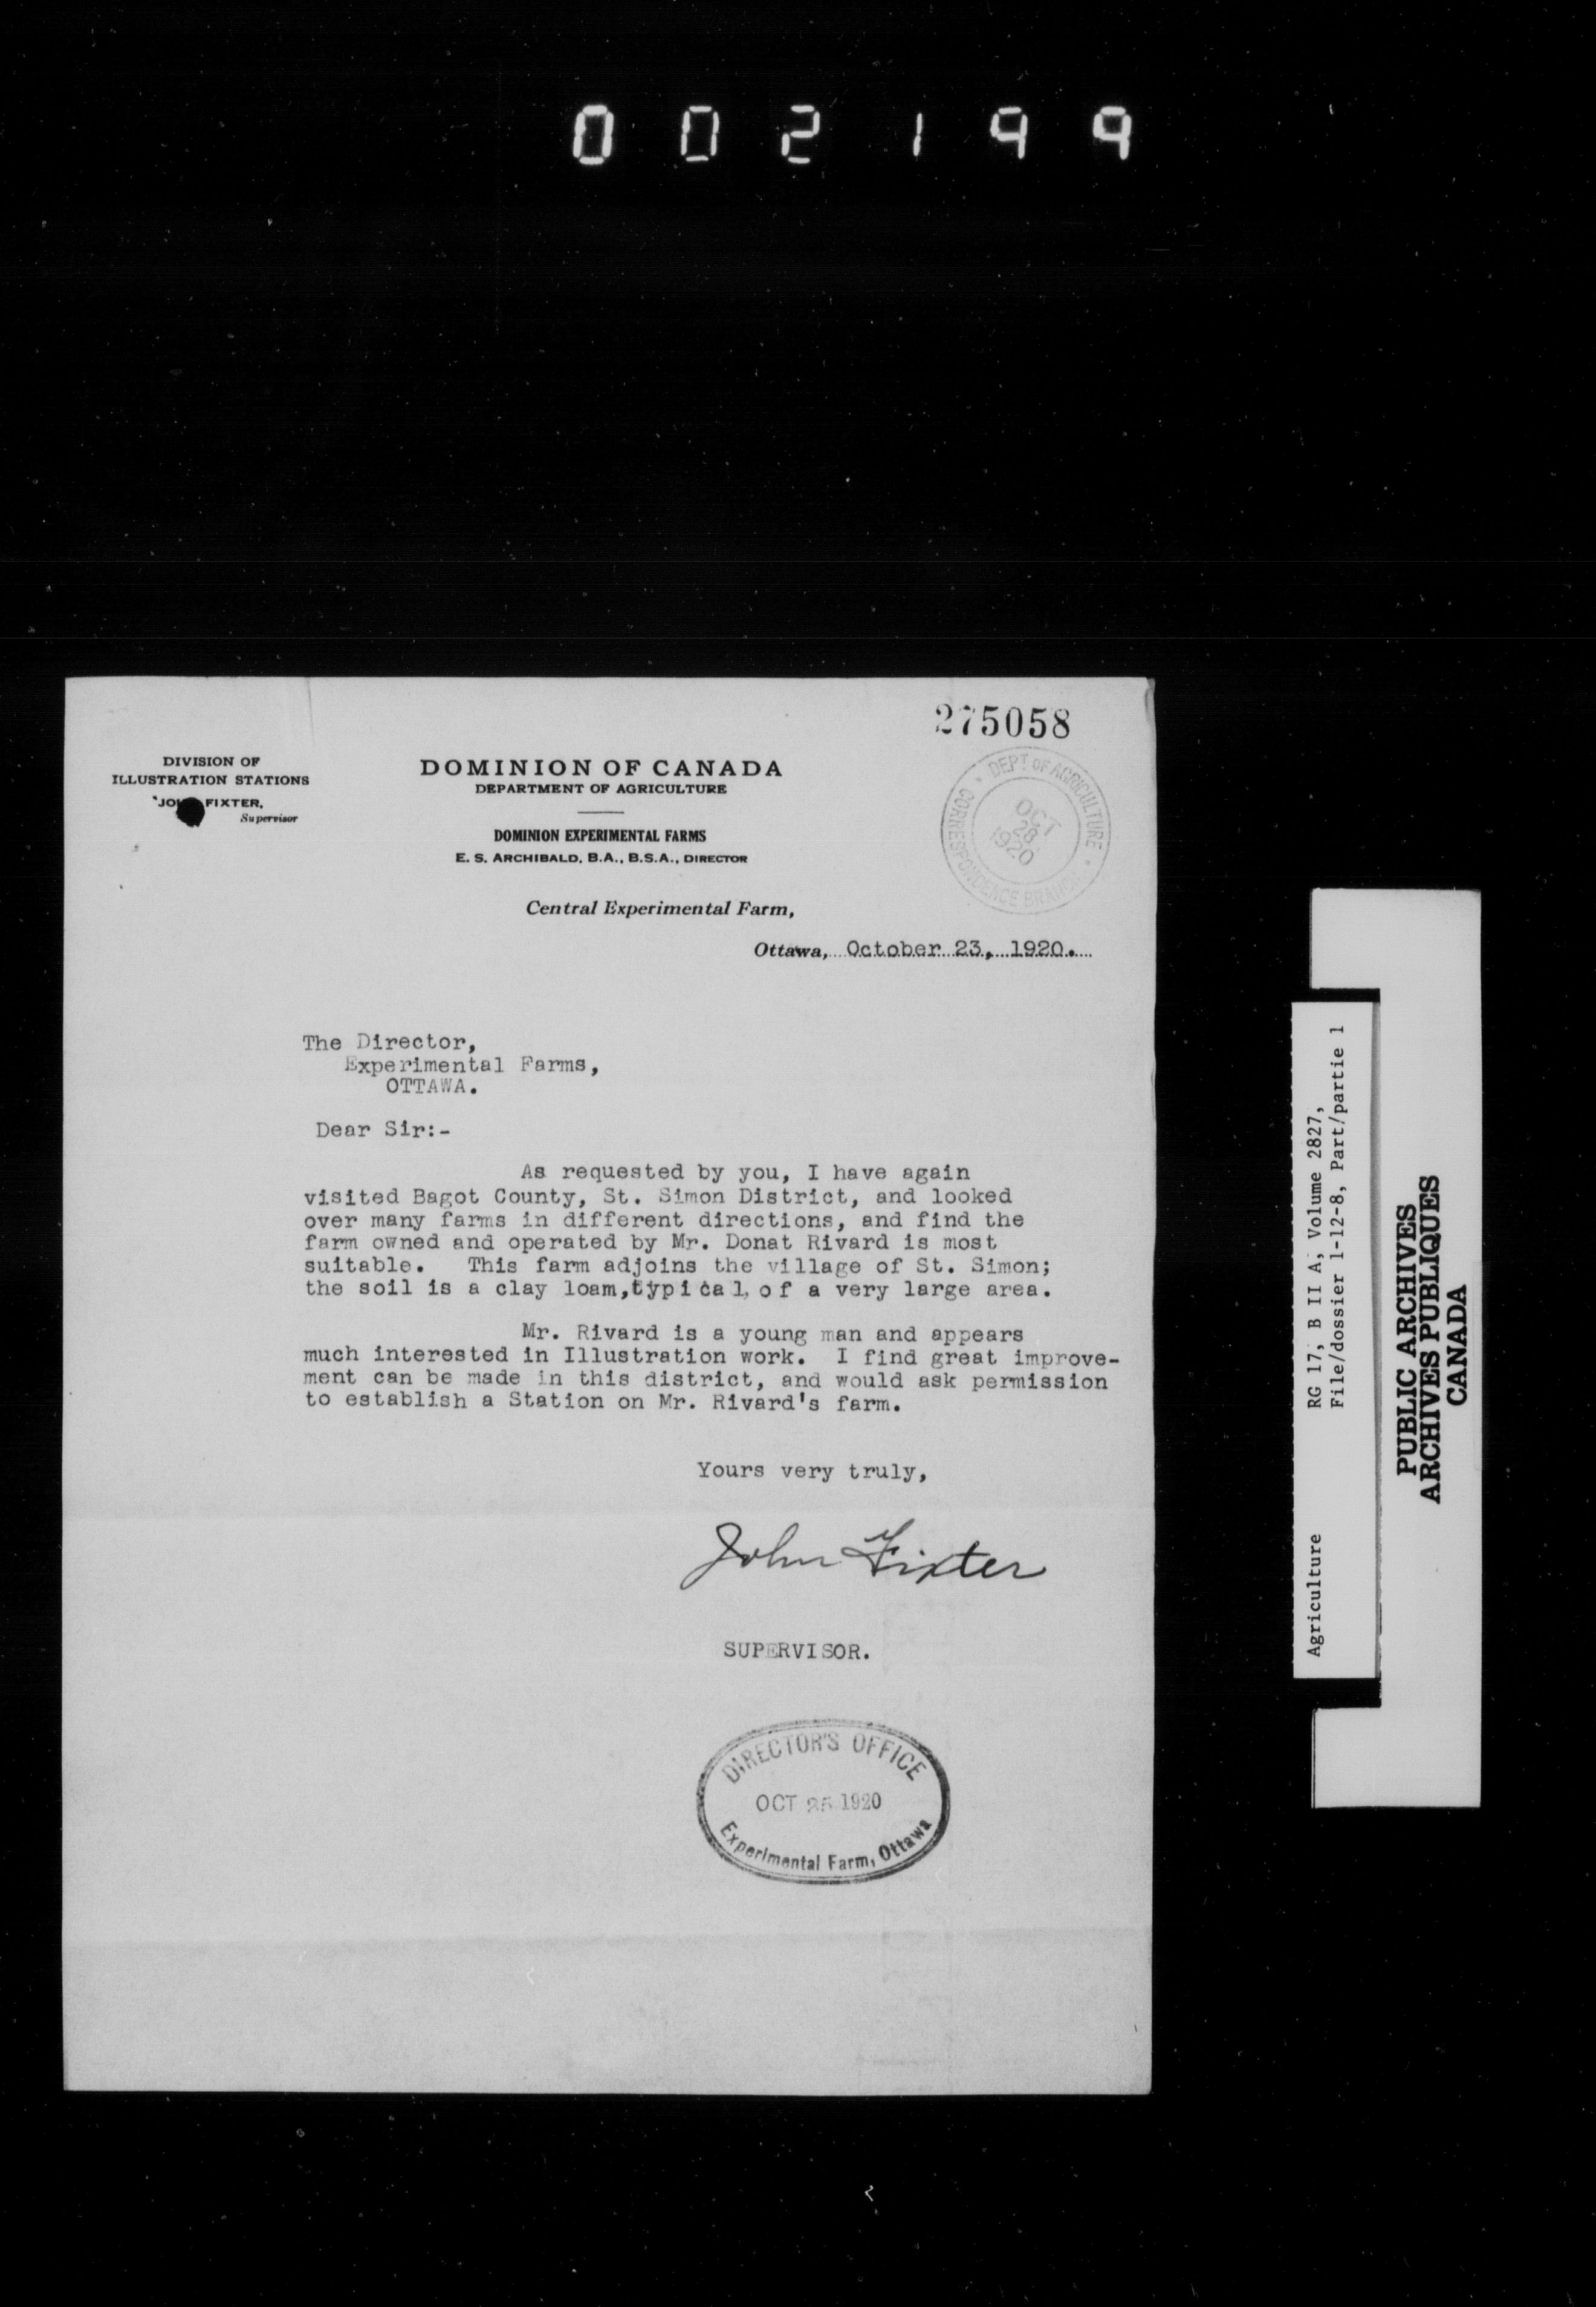 002199
275058
DIVISION OF
ILLUSTRATION STATIONS
FIXTER,
Supervisor
DOMINION OF CANADA
DEPARTMENT OF AGRICULTURE
DOMINION EXPERIMENTAL FARMS
E. S. ARCHIBALD, B.A., B.S.A., DIRECTOR
DEPT OF AGRICULTURE
OCT
28
1920
CORRESPONDENCE BRANCH
Central Experimental Farm,
Ottawa, October 23, 1920.
The Director,
Experimental Farms,
OTTAWA.
Dear Sir:-
As requested by you, I have again
visited Bagot County, St. Simon District, and looked
over many farms in different directions, and find the
farm owned and operated by Mr. Donat Rivard is most
suitable. This farm adjoins the village of St. Simon;
the soil is a clay loam, typical, of a very large area.
Mr. Rivard is a young man and appears
much interested in Illustration work. I find great improve-
ment can be made in this district, and would ask permission
to establish a Station on Mr. Rivard's farm.
Yours very truly,
John Fixter
SUPERVISOR.
DIRECTOR'S OFFICE
OCT 25 1920
Experimental Farm, Ottawa
Agriculture RG 17, B II A, Volume 2827,
File/dossier 1-12-8, Part/partie 1
PUBLIC ARCHIVES
ARCHIVES PUBLIQUES
CANADA